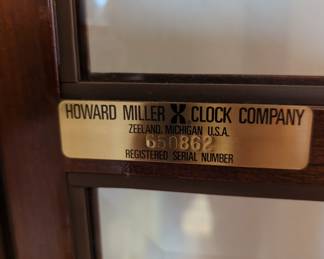 HOWARD MILLER CLOCK COMPANY
ZEELAND, MICHIGAN U.S.A.
650862
REGISTERED SERIAL NUMBER